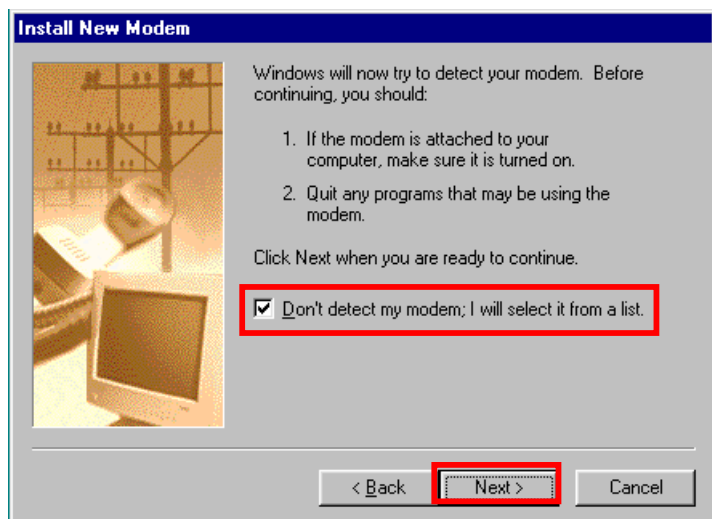 Install New Modem
Windows will now try to detect your modem.  Before
continuing, you should:
1.  If the modem is attached to your
computer, make sure it is turned on.
2.  Quit any programs that may be using the
modem.
Click Next when you are ready to continue.
Don't detect my modem; I will select it from a list.
< Back
Next >
Cancel